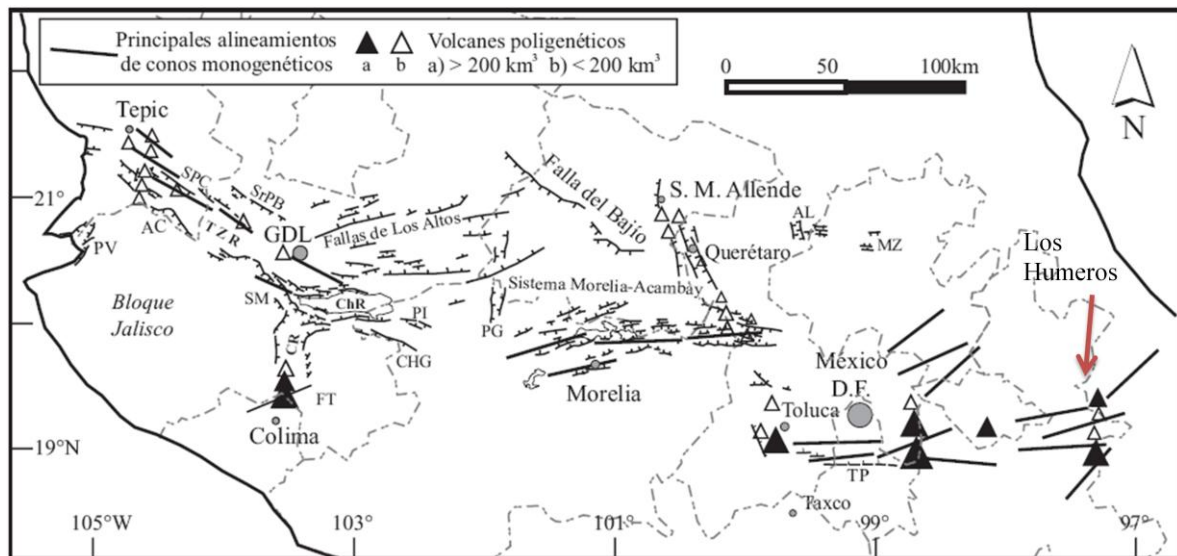 Principales alineamientos
de conos monogenéticos
a b
Volcanes poligenéticos
a) > 200 km³ b) < 200 km³
0 50 100km
N
Tepic
SPC
SrPB
21°
AC
(T Z R
PV
GDL
Fallas de Los Altos
Falla del Bajío
S. M. Allende
AL
MZ
Querétaro
Los
Humeros
Bloque
Jalisco
SM
ChR
PI
CHG
PG
Sistema Morelia-Acambay
CR
FT
Colima
Morelia
México
D.F.
Toluca
19°N
TP
Taxco
105°W 103° 101° 99° 97°